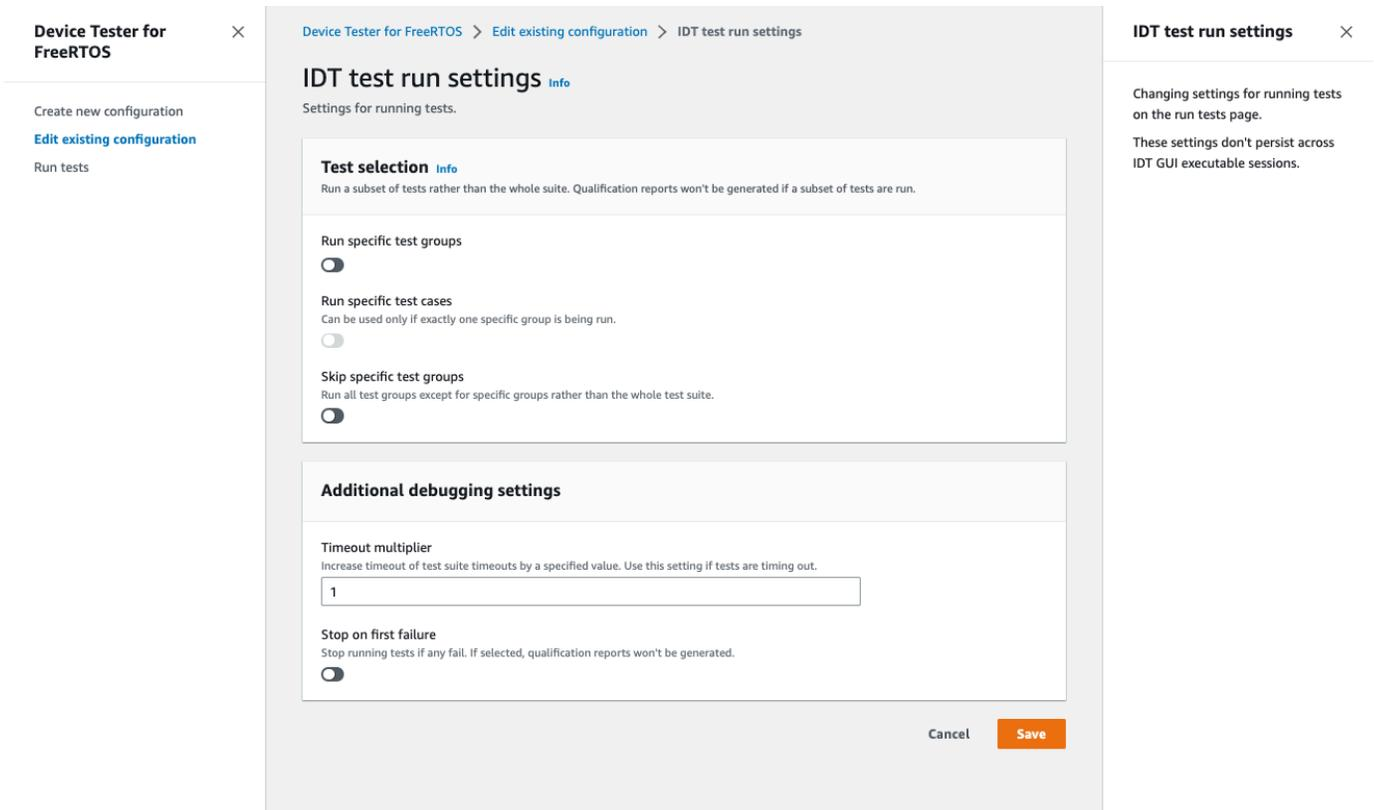 Device Tester for
FreeRTOS
Create new configuration
Edit existing configuration
Run tests
Device Tester for FreeRTOS > Edit existing configuration > IDT test run settings
IDT test run settings Info
Settings for running tests.
Test selection Info
Run a subset of tests rather than the whole suite. Qualification reports won't be generated if a subset of tests are run.
Run specific test groups
Run specific test cases
Can be used only if exactly one specific group is being run.
Skip specific test groups
Run all test groups except for specific groups rather than the whole test suite.
Additional debugging settings
Timeout multiplier
Increase timeout of test suite timeouts by a specified value. Use this setting if tests are timing out.
1
Stop on first failure
Stop running tests if any fail. If selected, qualification reports won't be generated.
Cancel Save
IDT test run settings
Changing settings for running tests
on the run tests page.
These settings don't persist across
IDT GUI executable sessions.